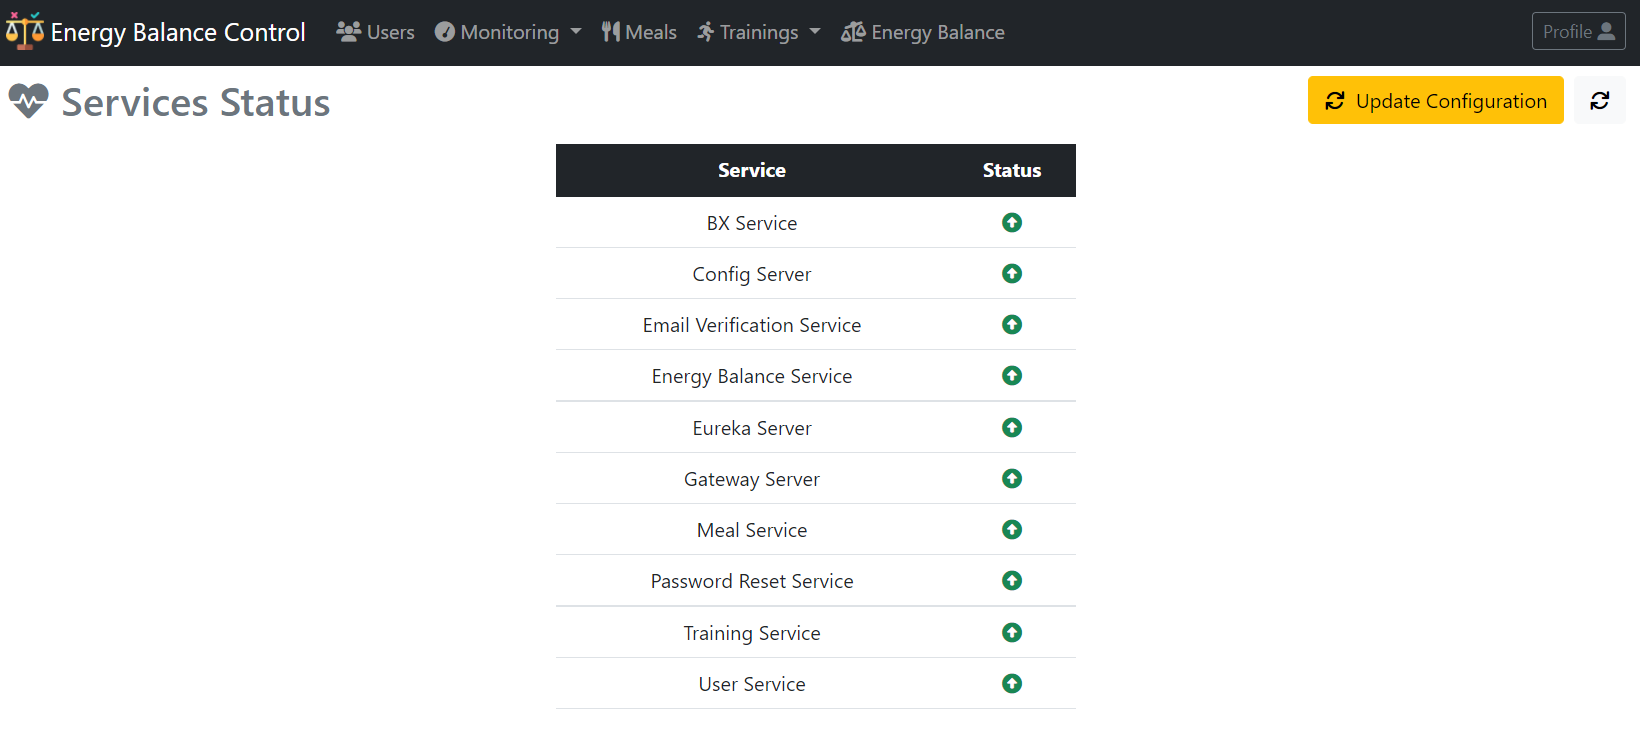 Energy Balance Control Users Monitoring Meals Trainings Energy Balance Profile
Services Status Update Configuration
Service Status
BX Service
Config Server
Email Verification Service
Energy Balance Service
Eureka Server
Gateway Server
Meal Service
Password Reset Service
Training Service
User Service